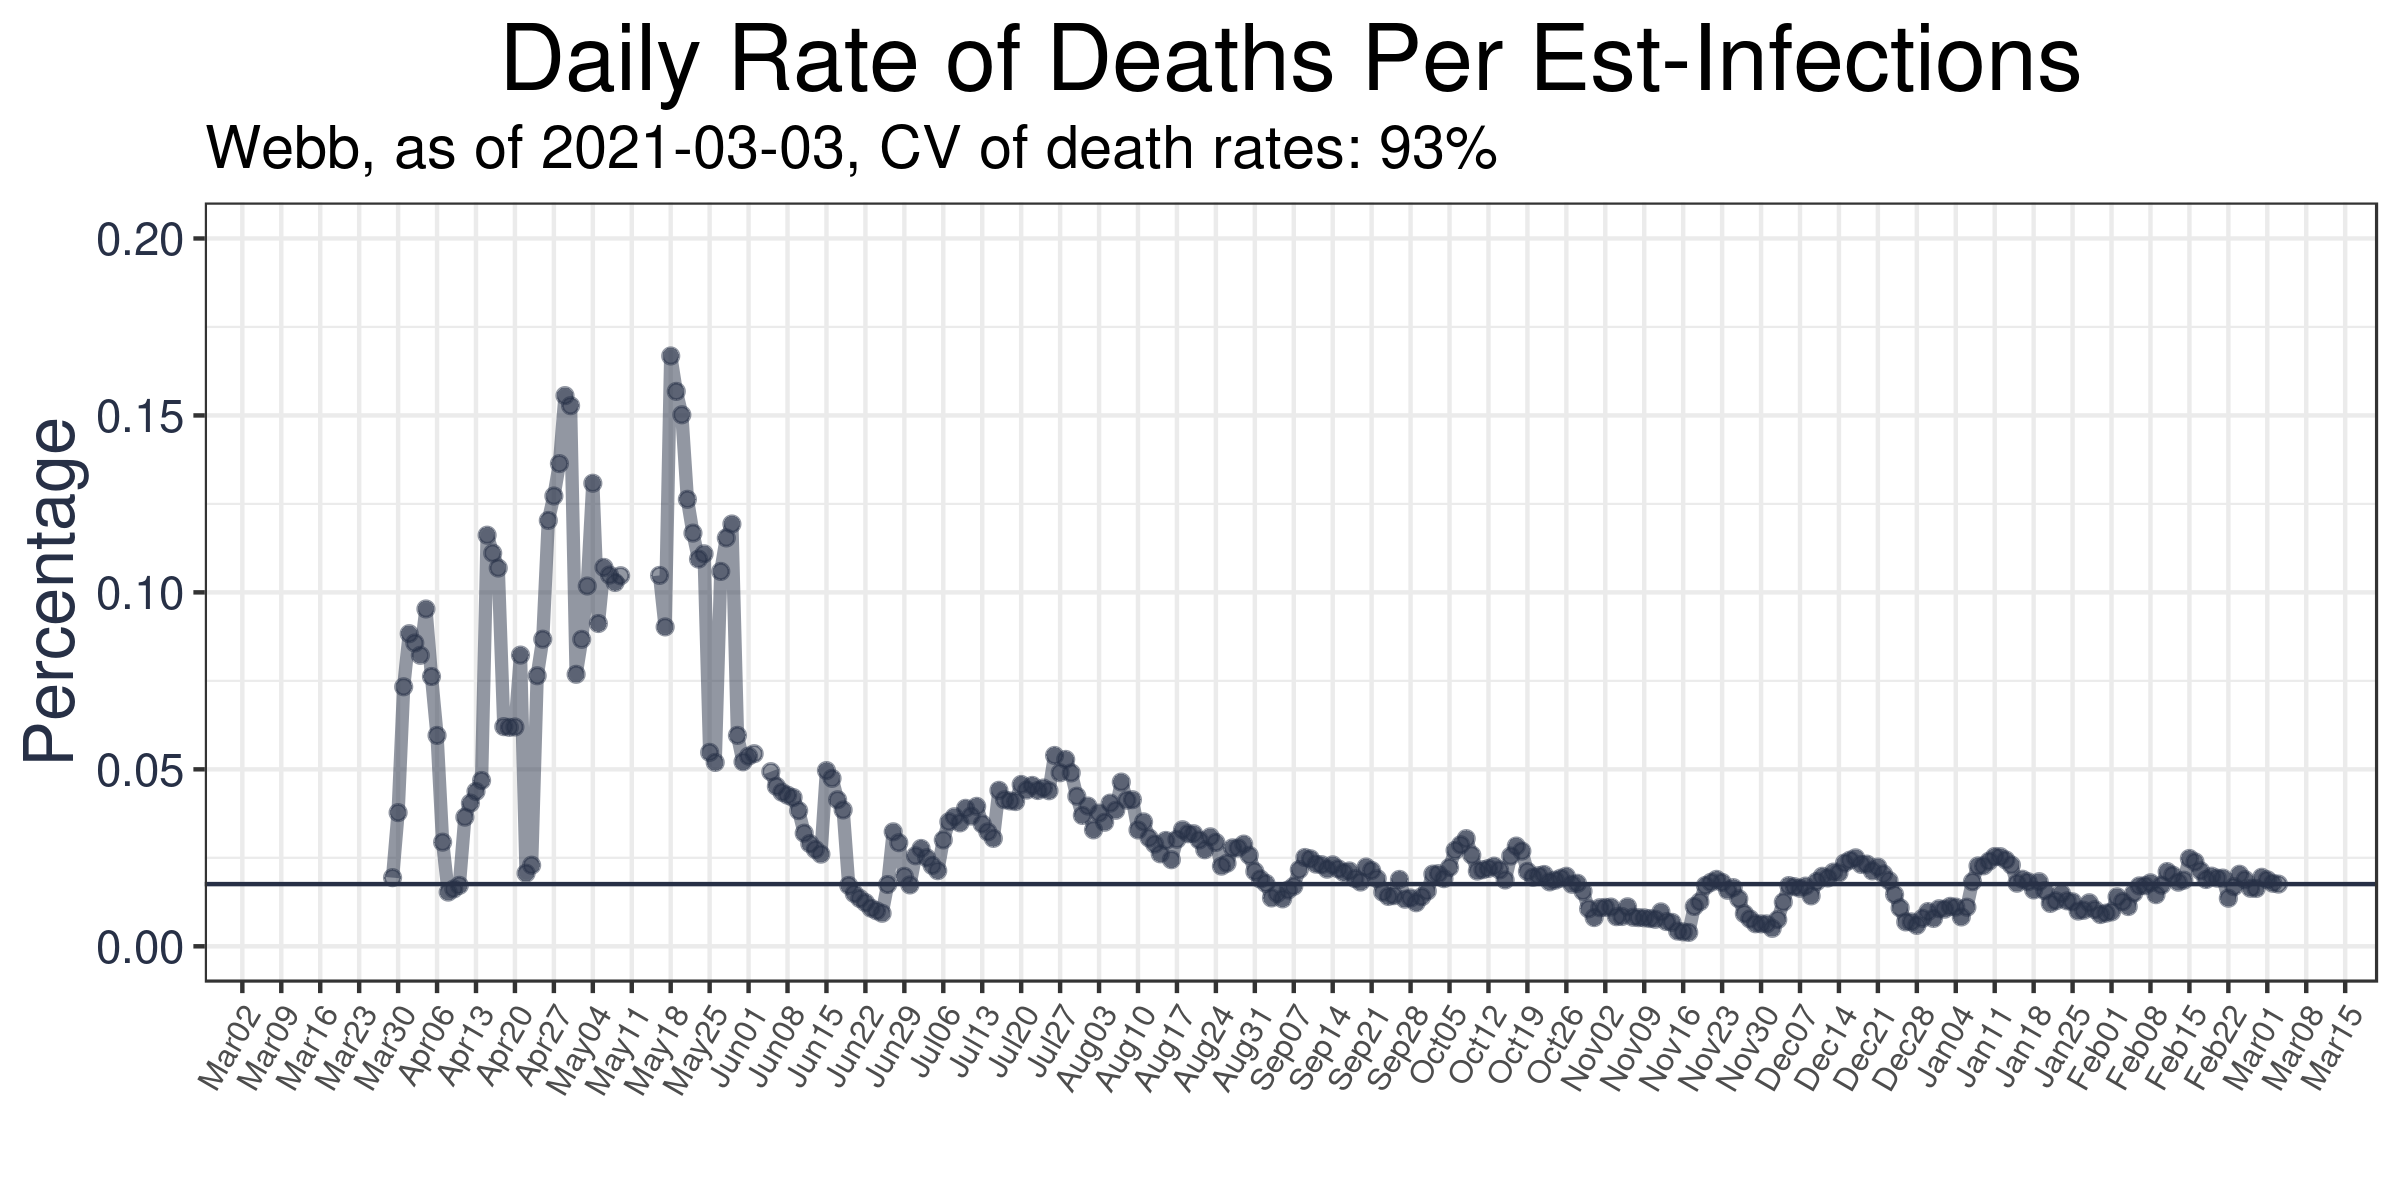 Daily Rate of Deaths Per Est-Infections
Webb, as of 2021-03-03, CV of death rates: 93%
Percentage
0.20
0.15
0.10
0.05
0.00
Mar02
Mar09
Mar16
Mar23
Mar30
Apr06
Apr13
Apr20
Apr27
May04
May11
May18
May25
Jun01
Jun08
Jun15
Jun22
Jun29
Jul06
Jul13
Jul20
Jul27
Aug03
Aug10
Aug17
Aug24
Aug31
Sep07
Sep14
Sep21
Sep28
Oct05
Oct12
Oct19
Oct26
Nov02
Nov09
Nov16
Nov23
Nov30
Dec07
Dec14
Dec21
Dec28
Jan04
Jan11
Jan18
Jan25
Feb01
Feb08
Feb15
Feb22
Mar01
Mar08
Mar15